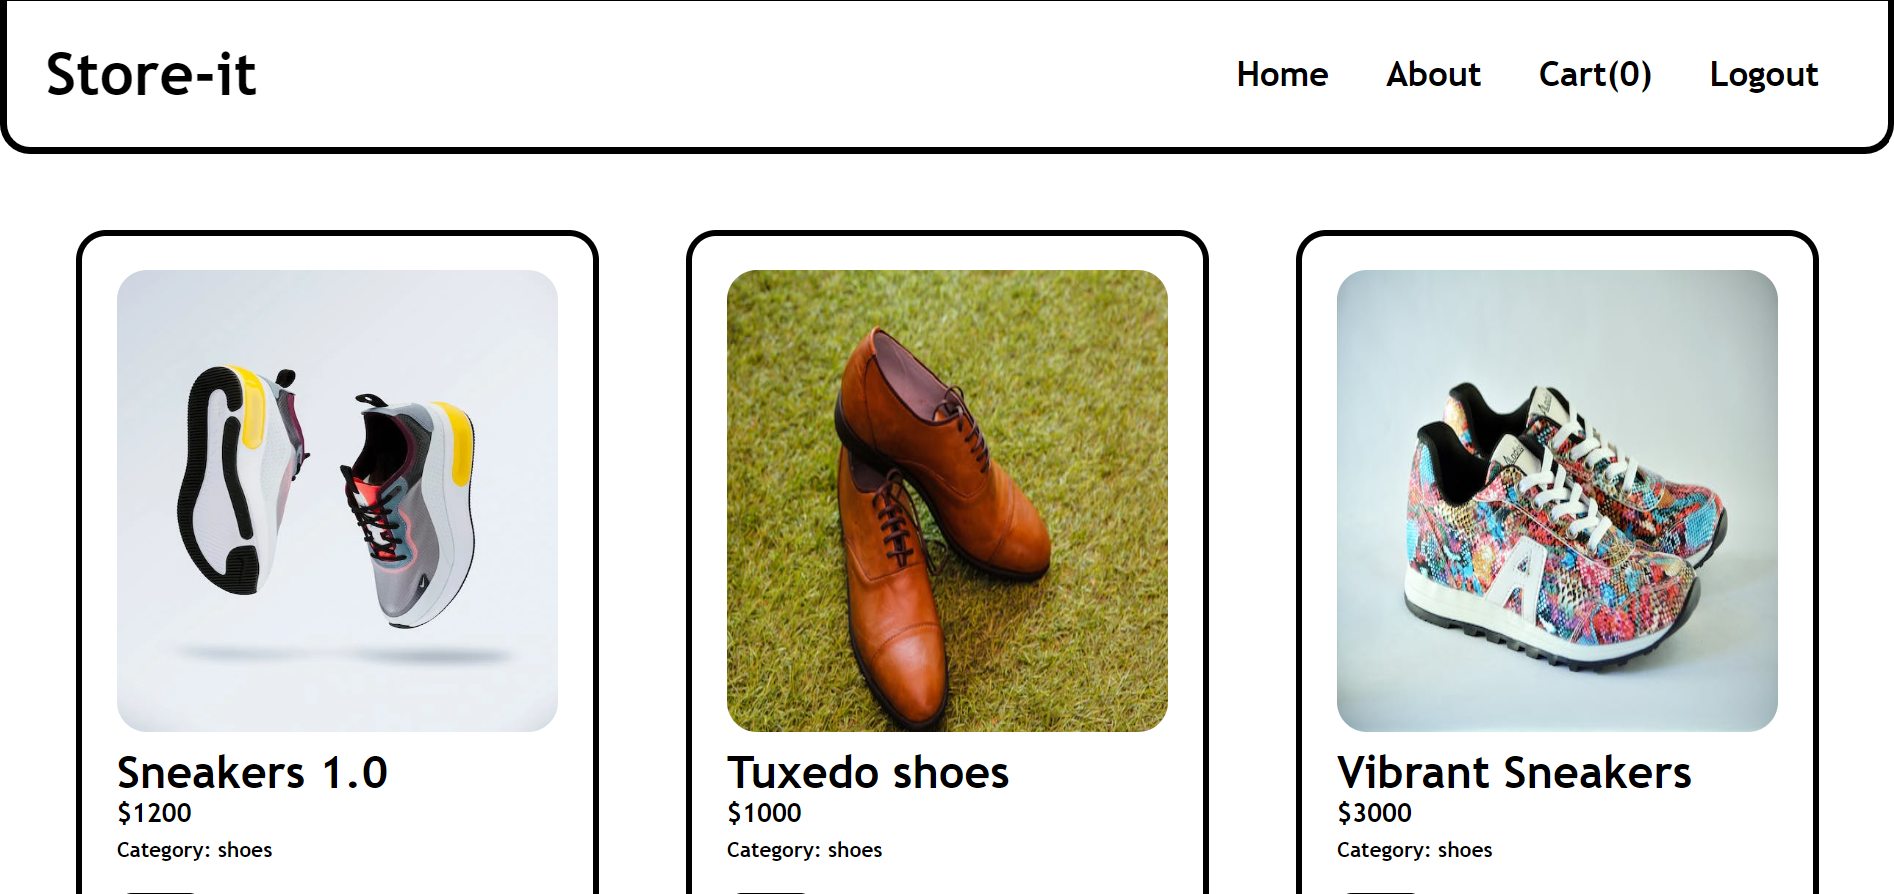 Store-it
Home About Cart(0) Logout
Sneakers 1.0
$1200
Category: shoes
Tuxedo shoes
$1000
Category: shoes
Vibrant Sneakers
$3000
Category: shoes